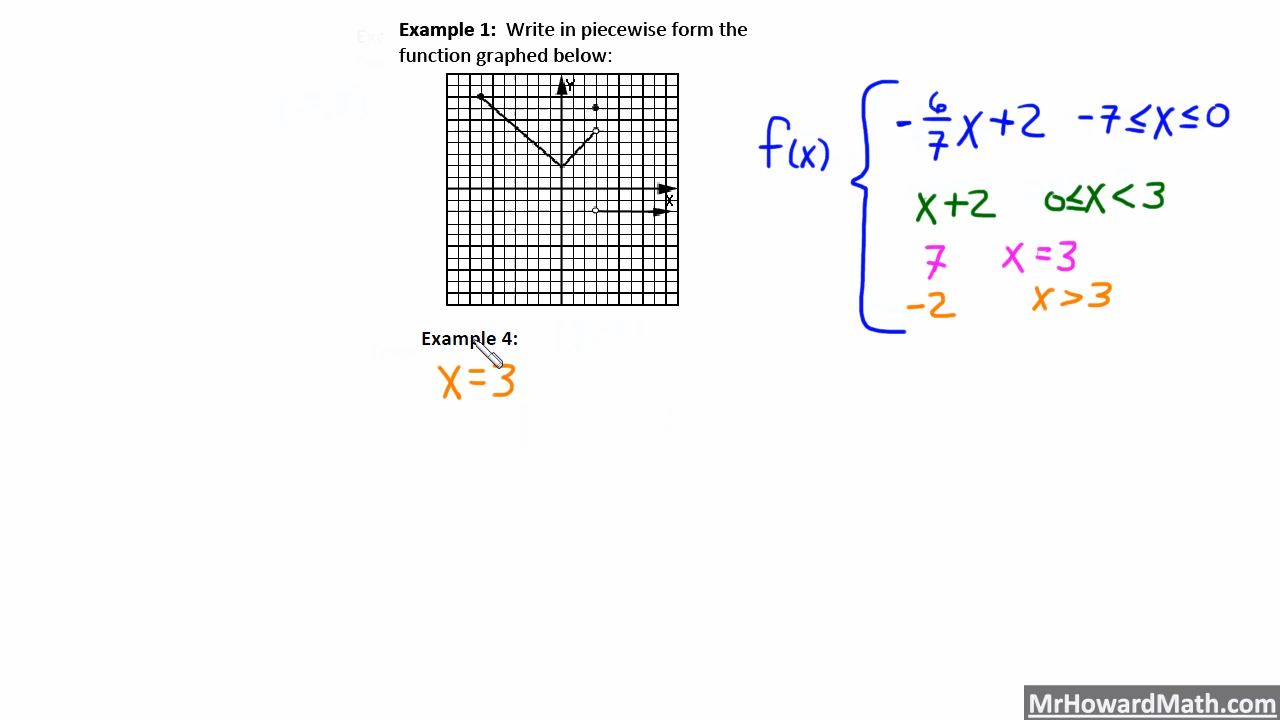 Example 1: Write in piecewise form the
function graphed below:
Y
X
f(x) { -6/7 x+2 -7≤x≤0
x+2 0≤x<3
7 x=3
-2 x>3
Example 4:
x=3
MrHowardMath.com